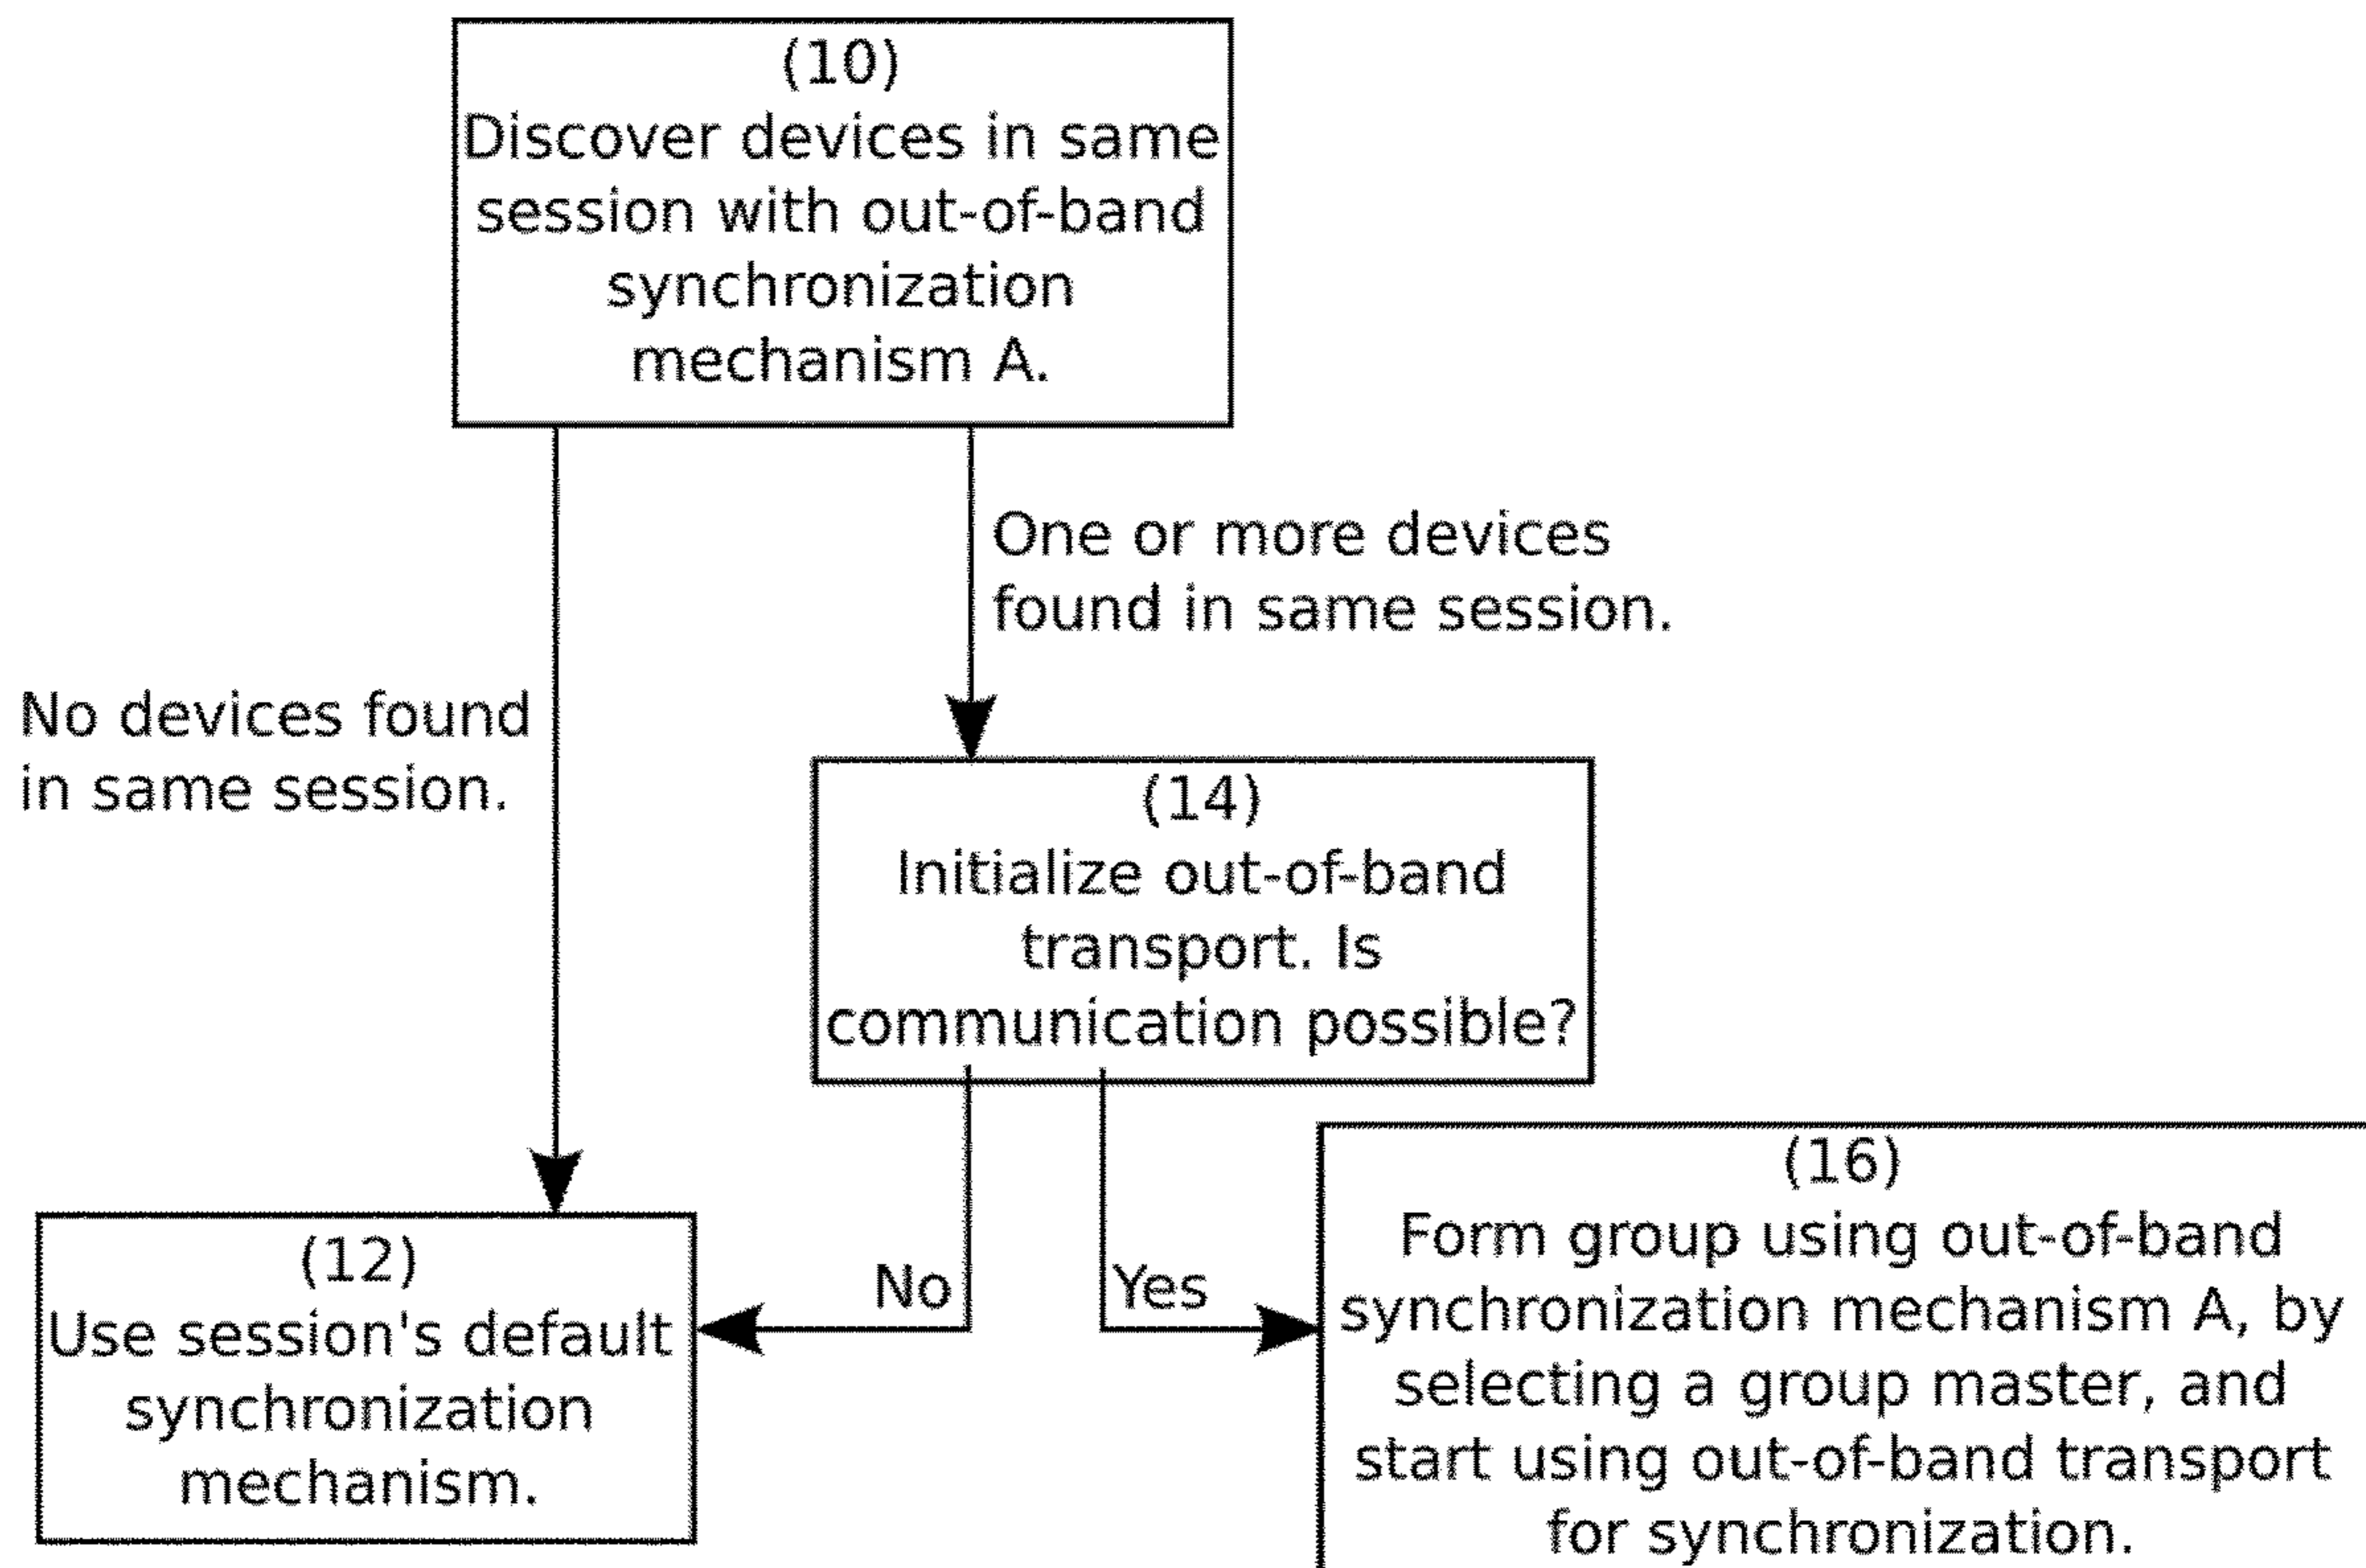 (10)
Discover devices in same
session with out-of-band
synchronization
mechanism A.
One or more devices
found in same session.
No devices found
in same session.
(14)
Initialize out-of-band
transport. Is
communication possible?
No
Yes
(12)
Use session's default
synchronization
mechanism.
(16)
Form group using out-of-band
synchronization mechanism A, by
selecting a group master, and
start using out-of-band transport
for synchronization.